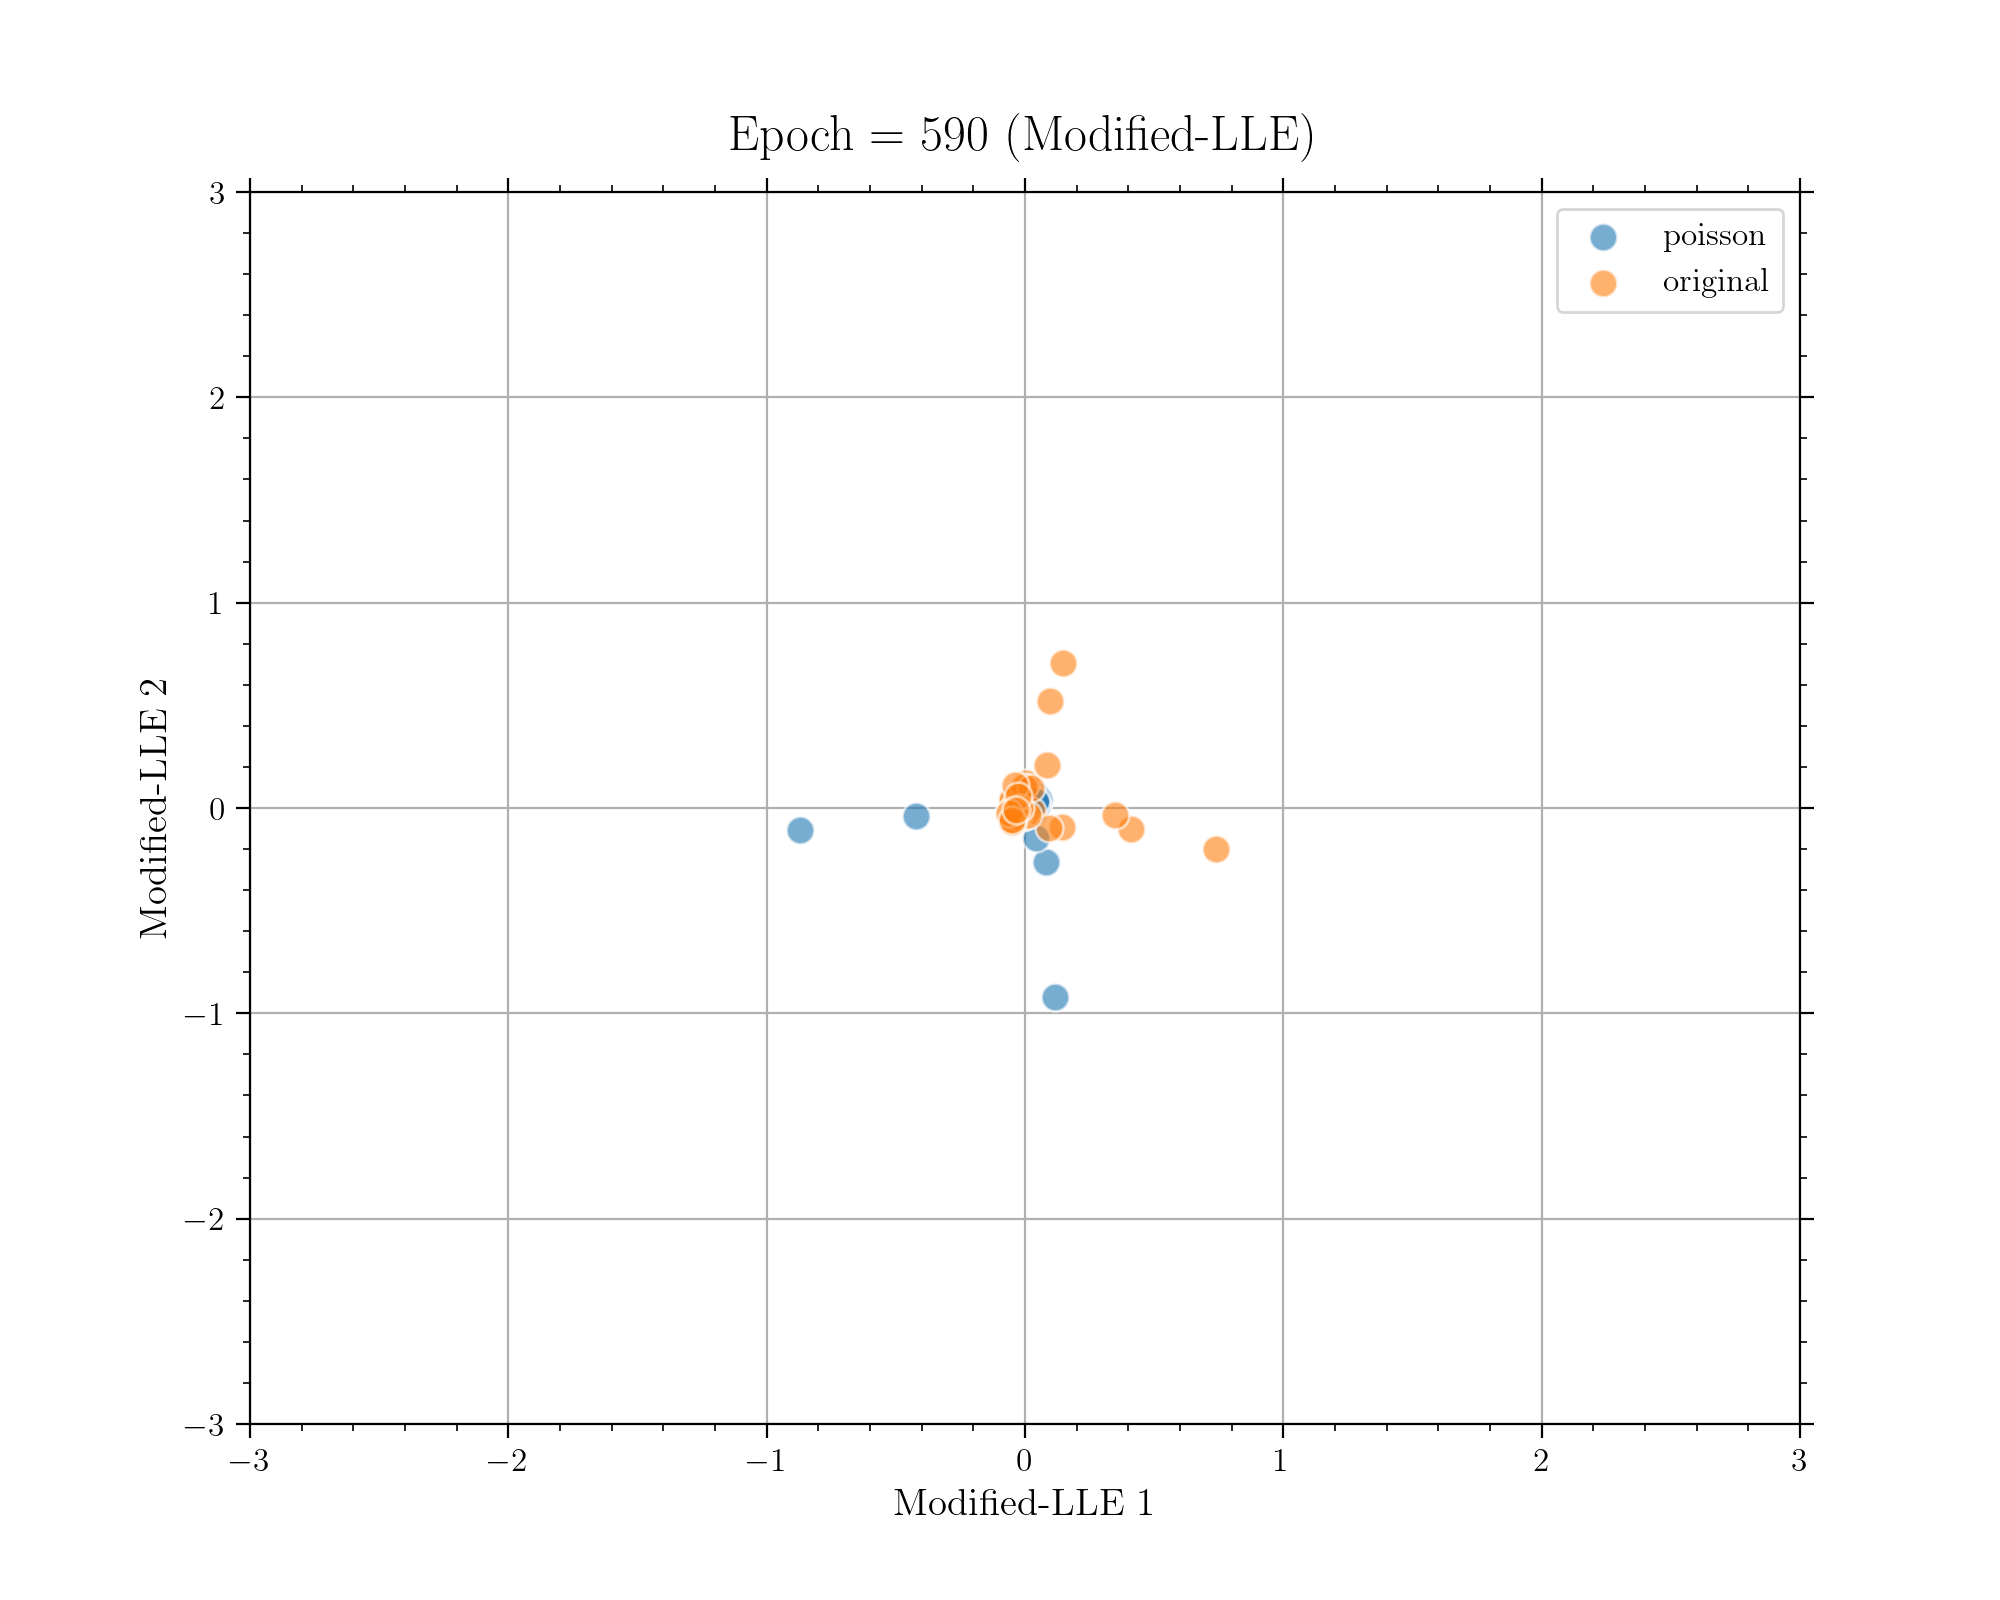 Epoch = 590 (Modified-LLE)
poisson
original
3
2
1
0
−1
−2
−3
Modified-LLE 2
−3
−2
−1
0
1
2
3
Modified-LLE 1